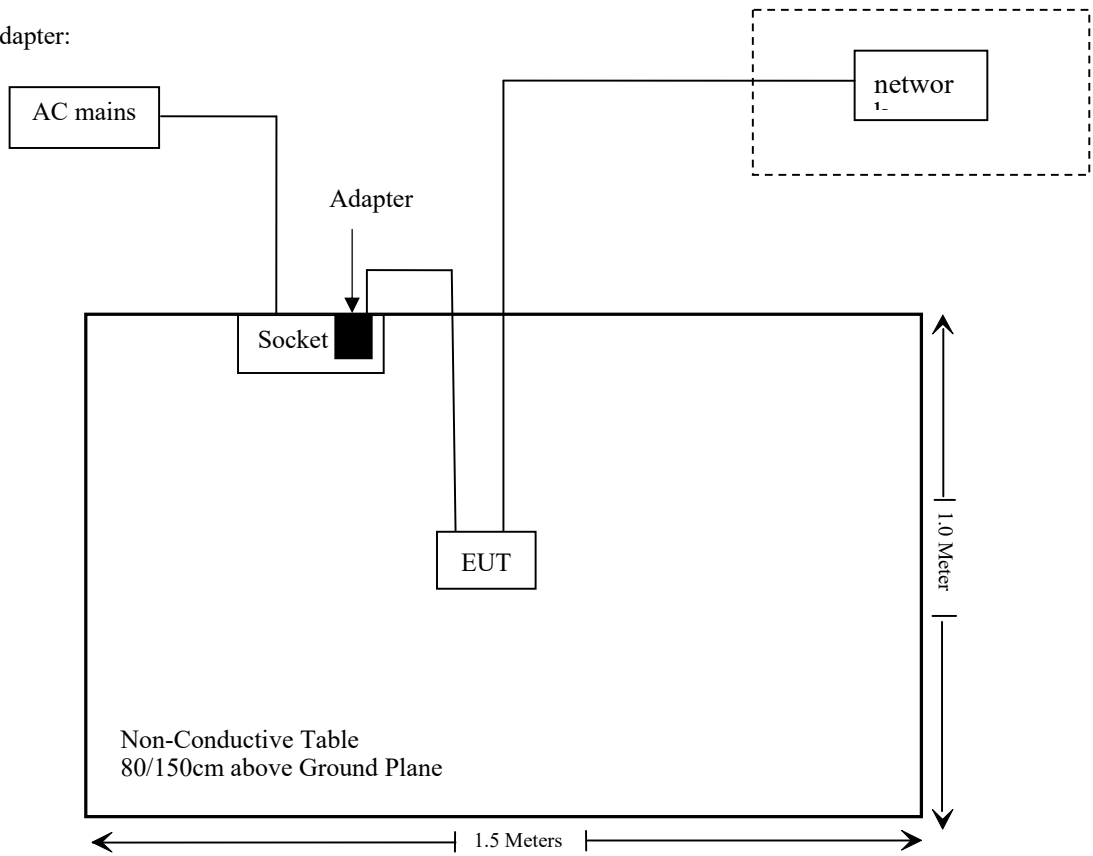 dapter:
AC mains
networ
Adapter
Socket
EUT
1.0 Meter
Non-Conductive Table
80/150cm above Ground Plane
1.5 Meters